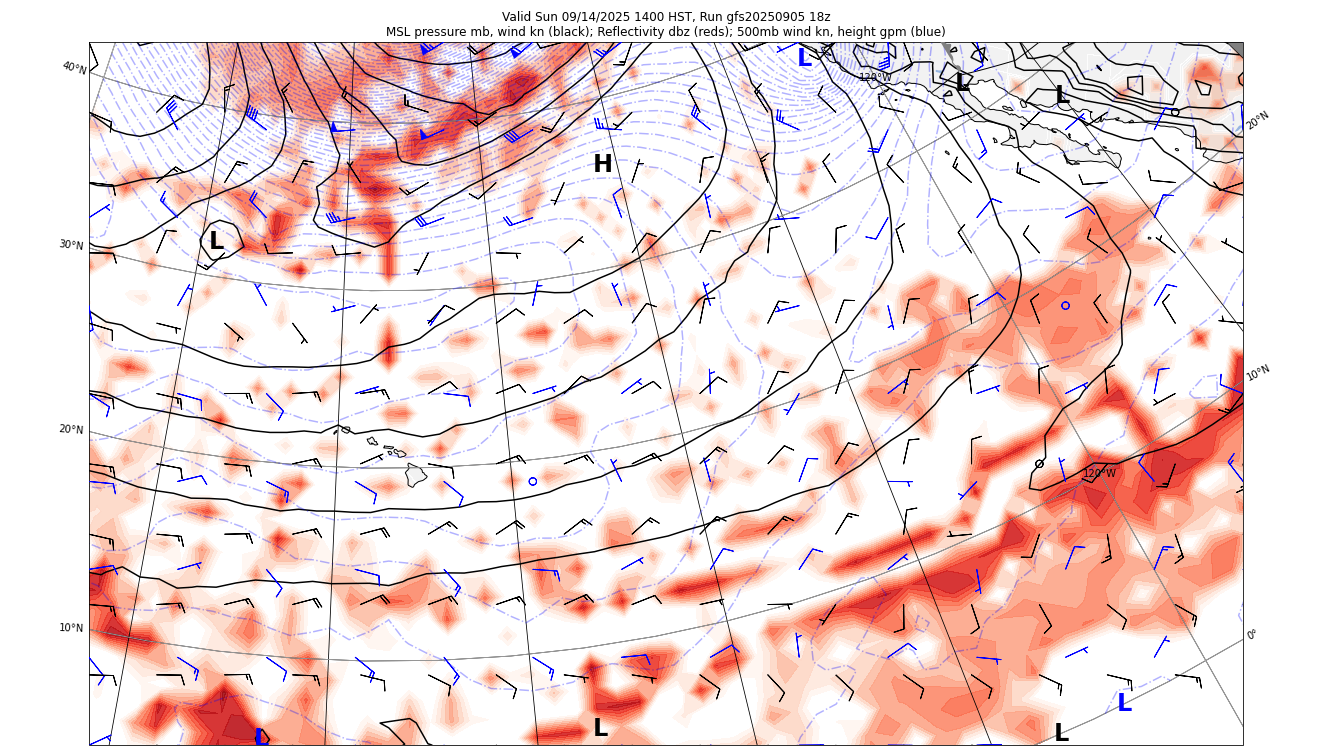 Valid Sun 09/14/2025 1400 HST, Run gfs20250905 18z
MSL pressure mb, wind kn (black); Reflectivity dbz (reds); 500mb wind kn, height gpm (blue)
L
40°N
120°W
L
L
20°N
H
L
30°N
10°N
20°N
120°W
10°N
0°
L
L
L
L